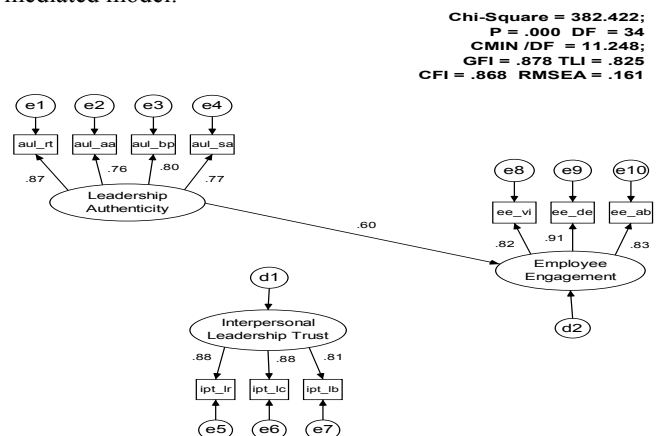 mediated model.
Chi-Square = 382.422;
P = .000 DF = 34
CMIN /DF = 11.248;
GFI = .878 TLI = .825
CFI = .868 RMSEA = .161
e1 e2 e3 e4
aul_rt aul_aa aul_bp aul_sa
.87 .76 .80 .77
Leadership
Authenticity
e8 e9 e10
ee_vi ee_de ee_ab
.60
.82 .91 .83
Employee
Engagement
d1
d2
Interpersonal
Leadership Trust
.88 .88 .81
ipt_lr ipt_lc ipt_lb
e5 e6 e7